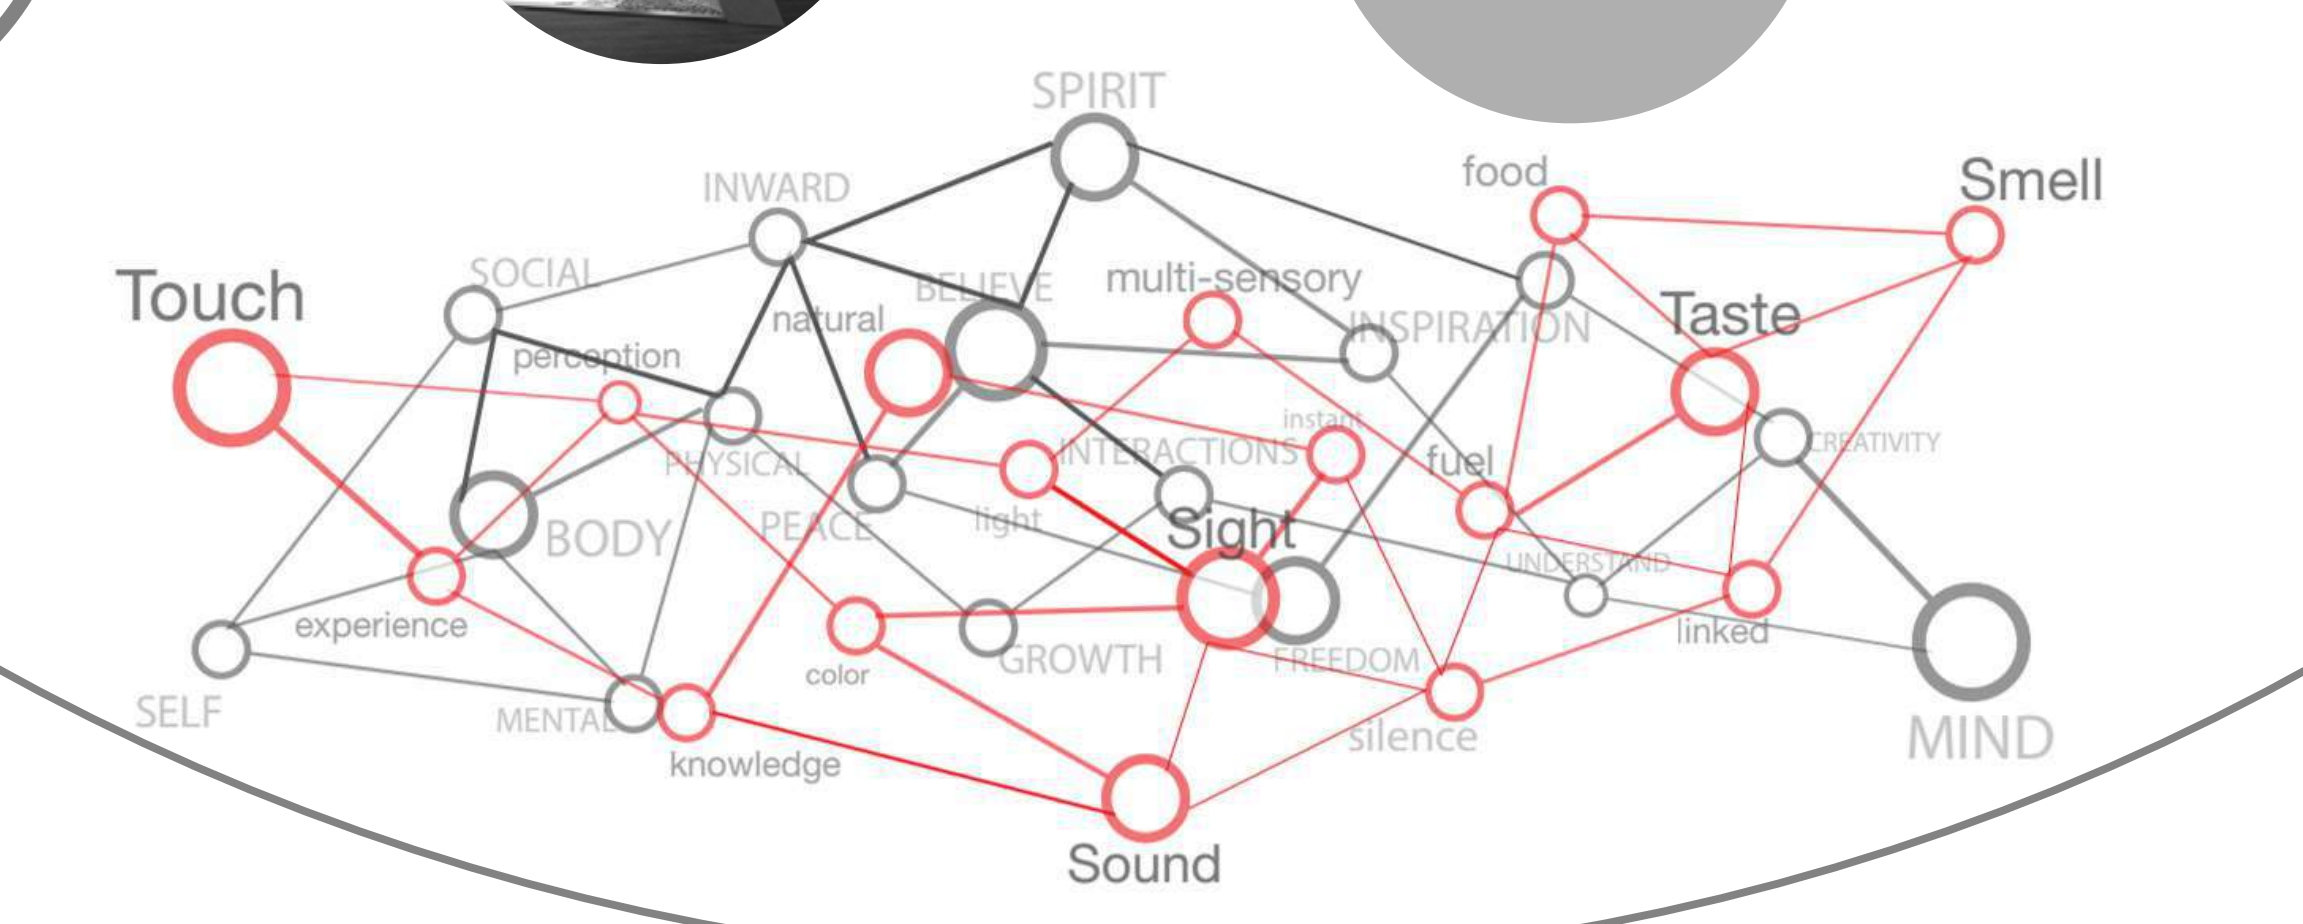 SPIRIT
food
Smell
INWARD
SOCIAL
BELIEVE
multi-sensory
Touch
natural
Taste
INSPIRATION
perception
instant
INTERACTIONS
CREATIVITY
PHYSICAL
fuel
light
PEACE
Sight
BODY
UNDERSTAND
experience
linked
GROWTH
FREEDOM
color
SELF
MENTAL
silence
MIND
knowledge
Sound